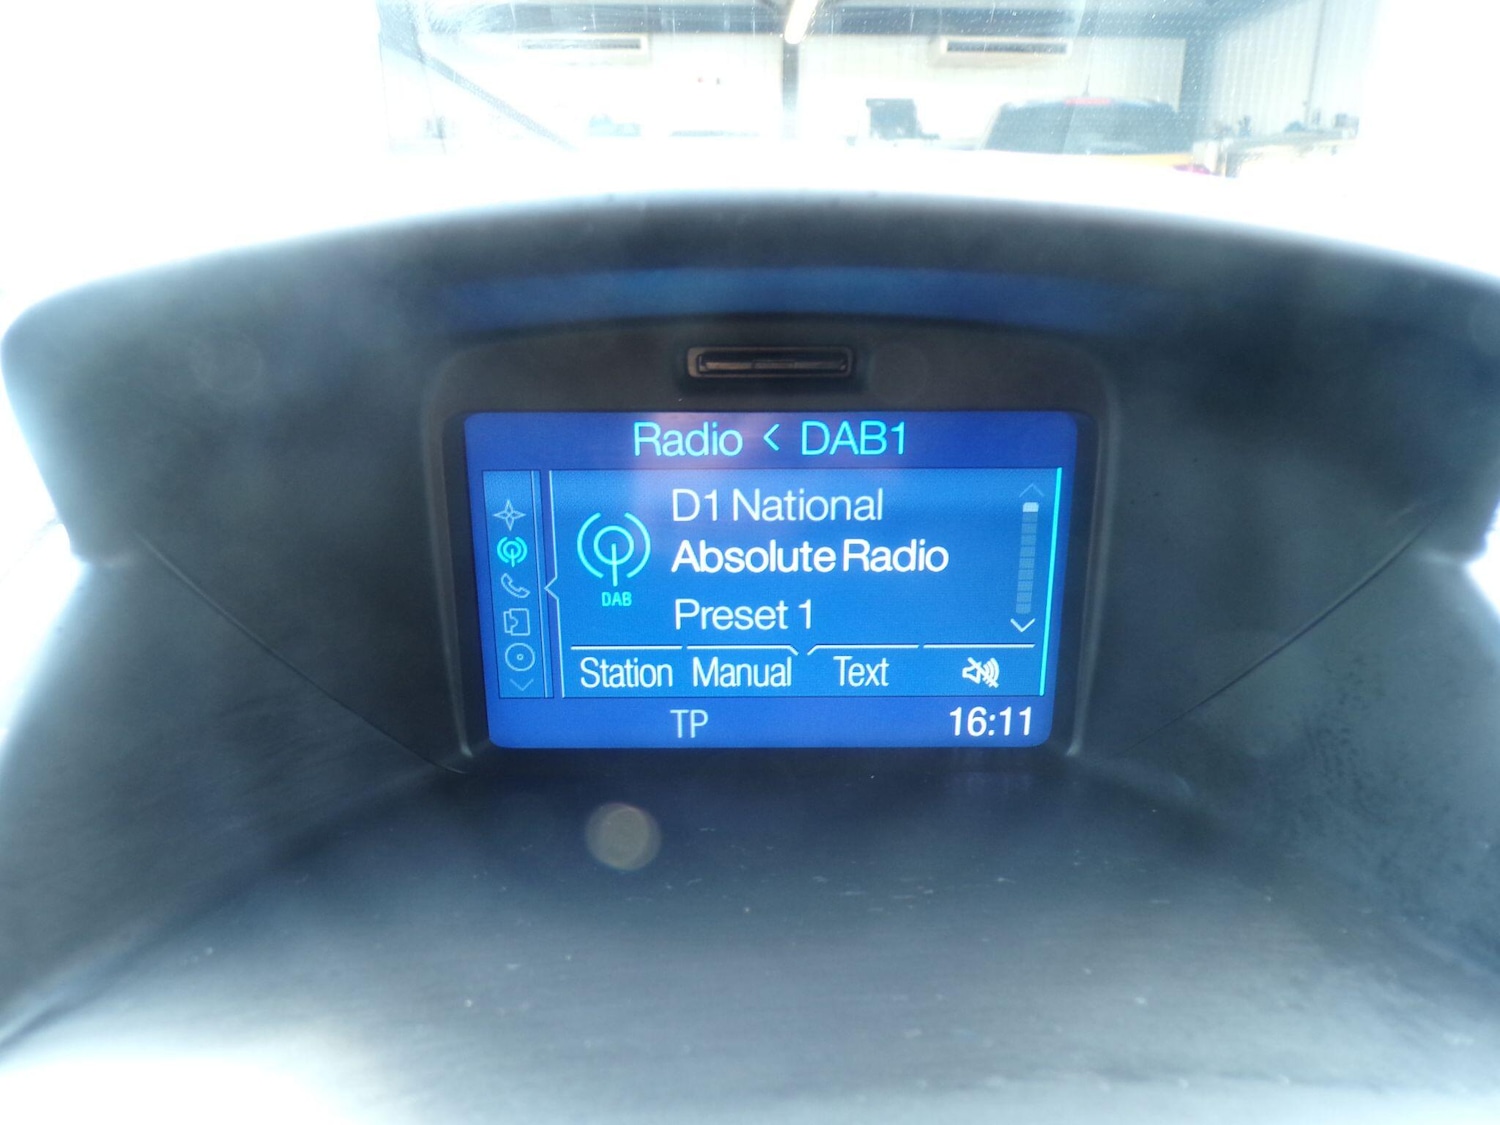 Radio < DAB1
D1 National
Absolute Radio
DAB
Preset 1
Station Manual Text
TP 16:11